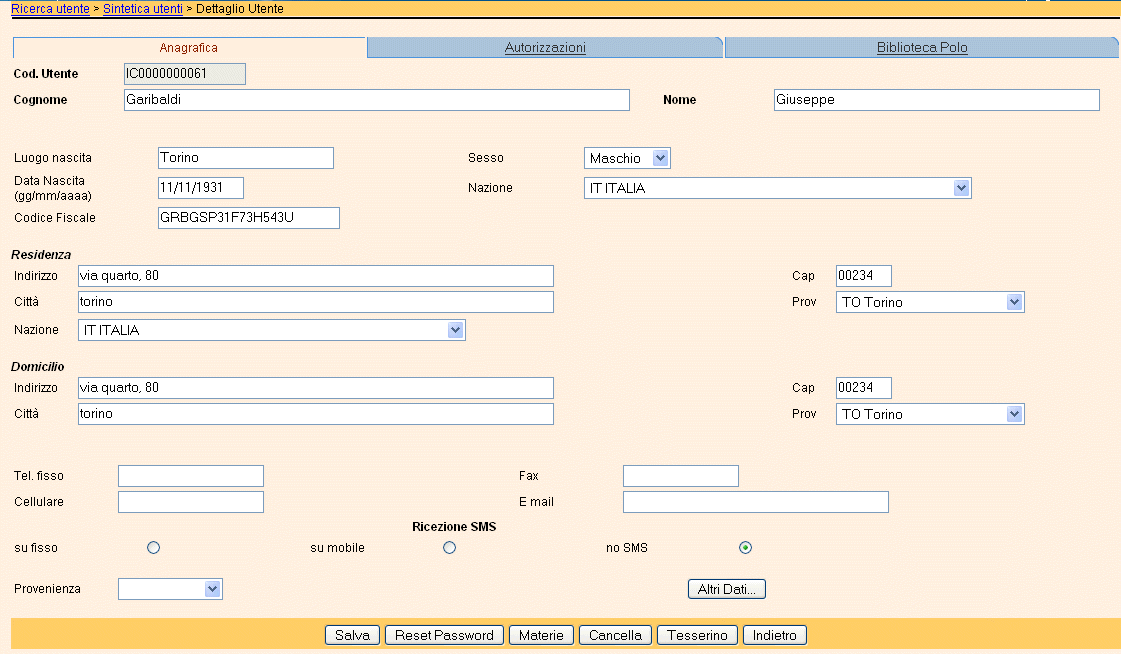 Ricerca utente > Sintetica utenti > Dettaglio Utente
Anagrafica Autorizzazioni Biblioteca Polo
Cod. Utente IC0000000061
Cognome Garibaldi Nome Giuseppe
Luogo nascita Torino Sesso Maschio
Data Nascita
(gg/mm/aaaa) 11/11/1931 Nazione IT ITALIA
Codice Fiscale GRBGSP31F73H543U
Residenza
Indirizzo via quarto, 80 Cap 00234
Città torino Prov TO Torino
Nazione IT ITALIA
Domicilio
Indirizzo via quarto, 80 Cap 00234
Città torino Prov TO Torino
Tel. fisso Fax
Cellulare E mail
Ricezione SMS
su fisso su mobile no SMS
Provenienza Altri Dati...
Salva Reset Password Materie Cancella Tesserino Indietro